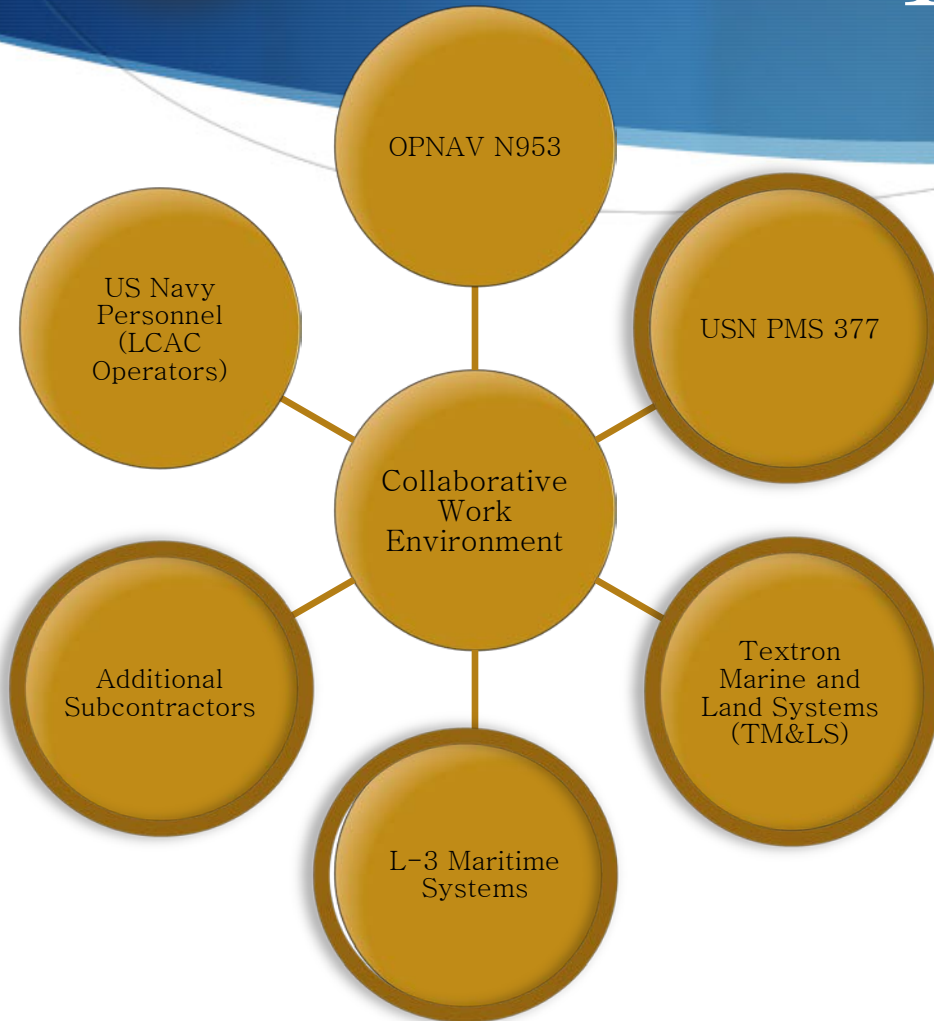 OPNAV N953
USN PMS 377
US Navy
Personnel
(LCAC
Operators)
Collaborative
Work
Environment
Textron
Marine and
Land Systems
(TM&LS)
Additional
Subcontractors
L-3 Maritime
Systems